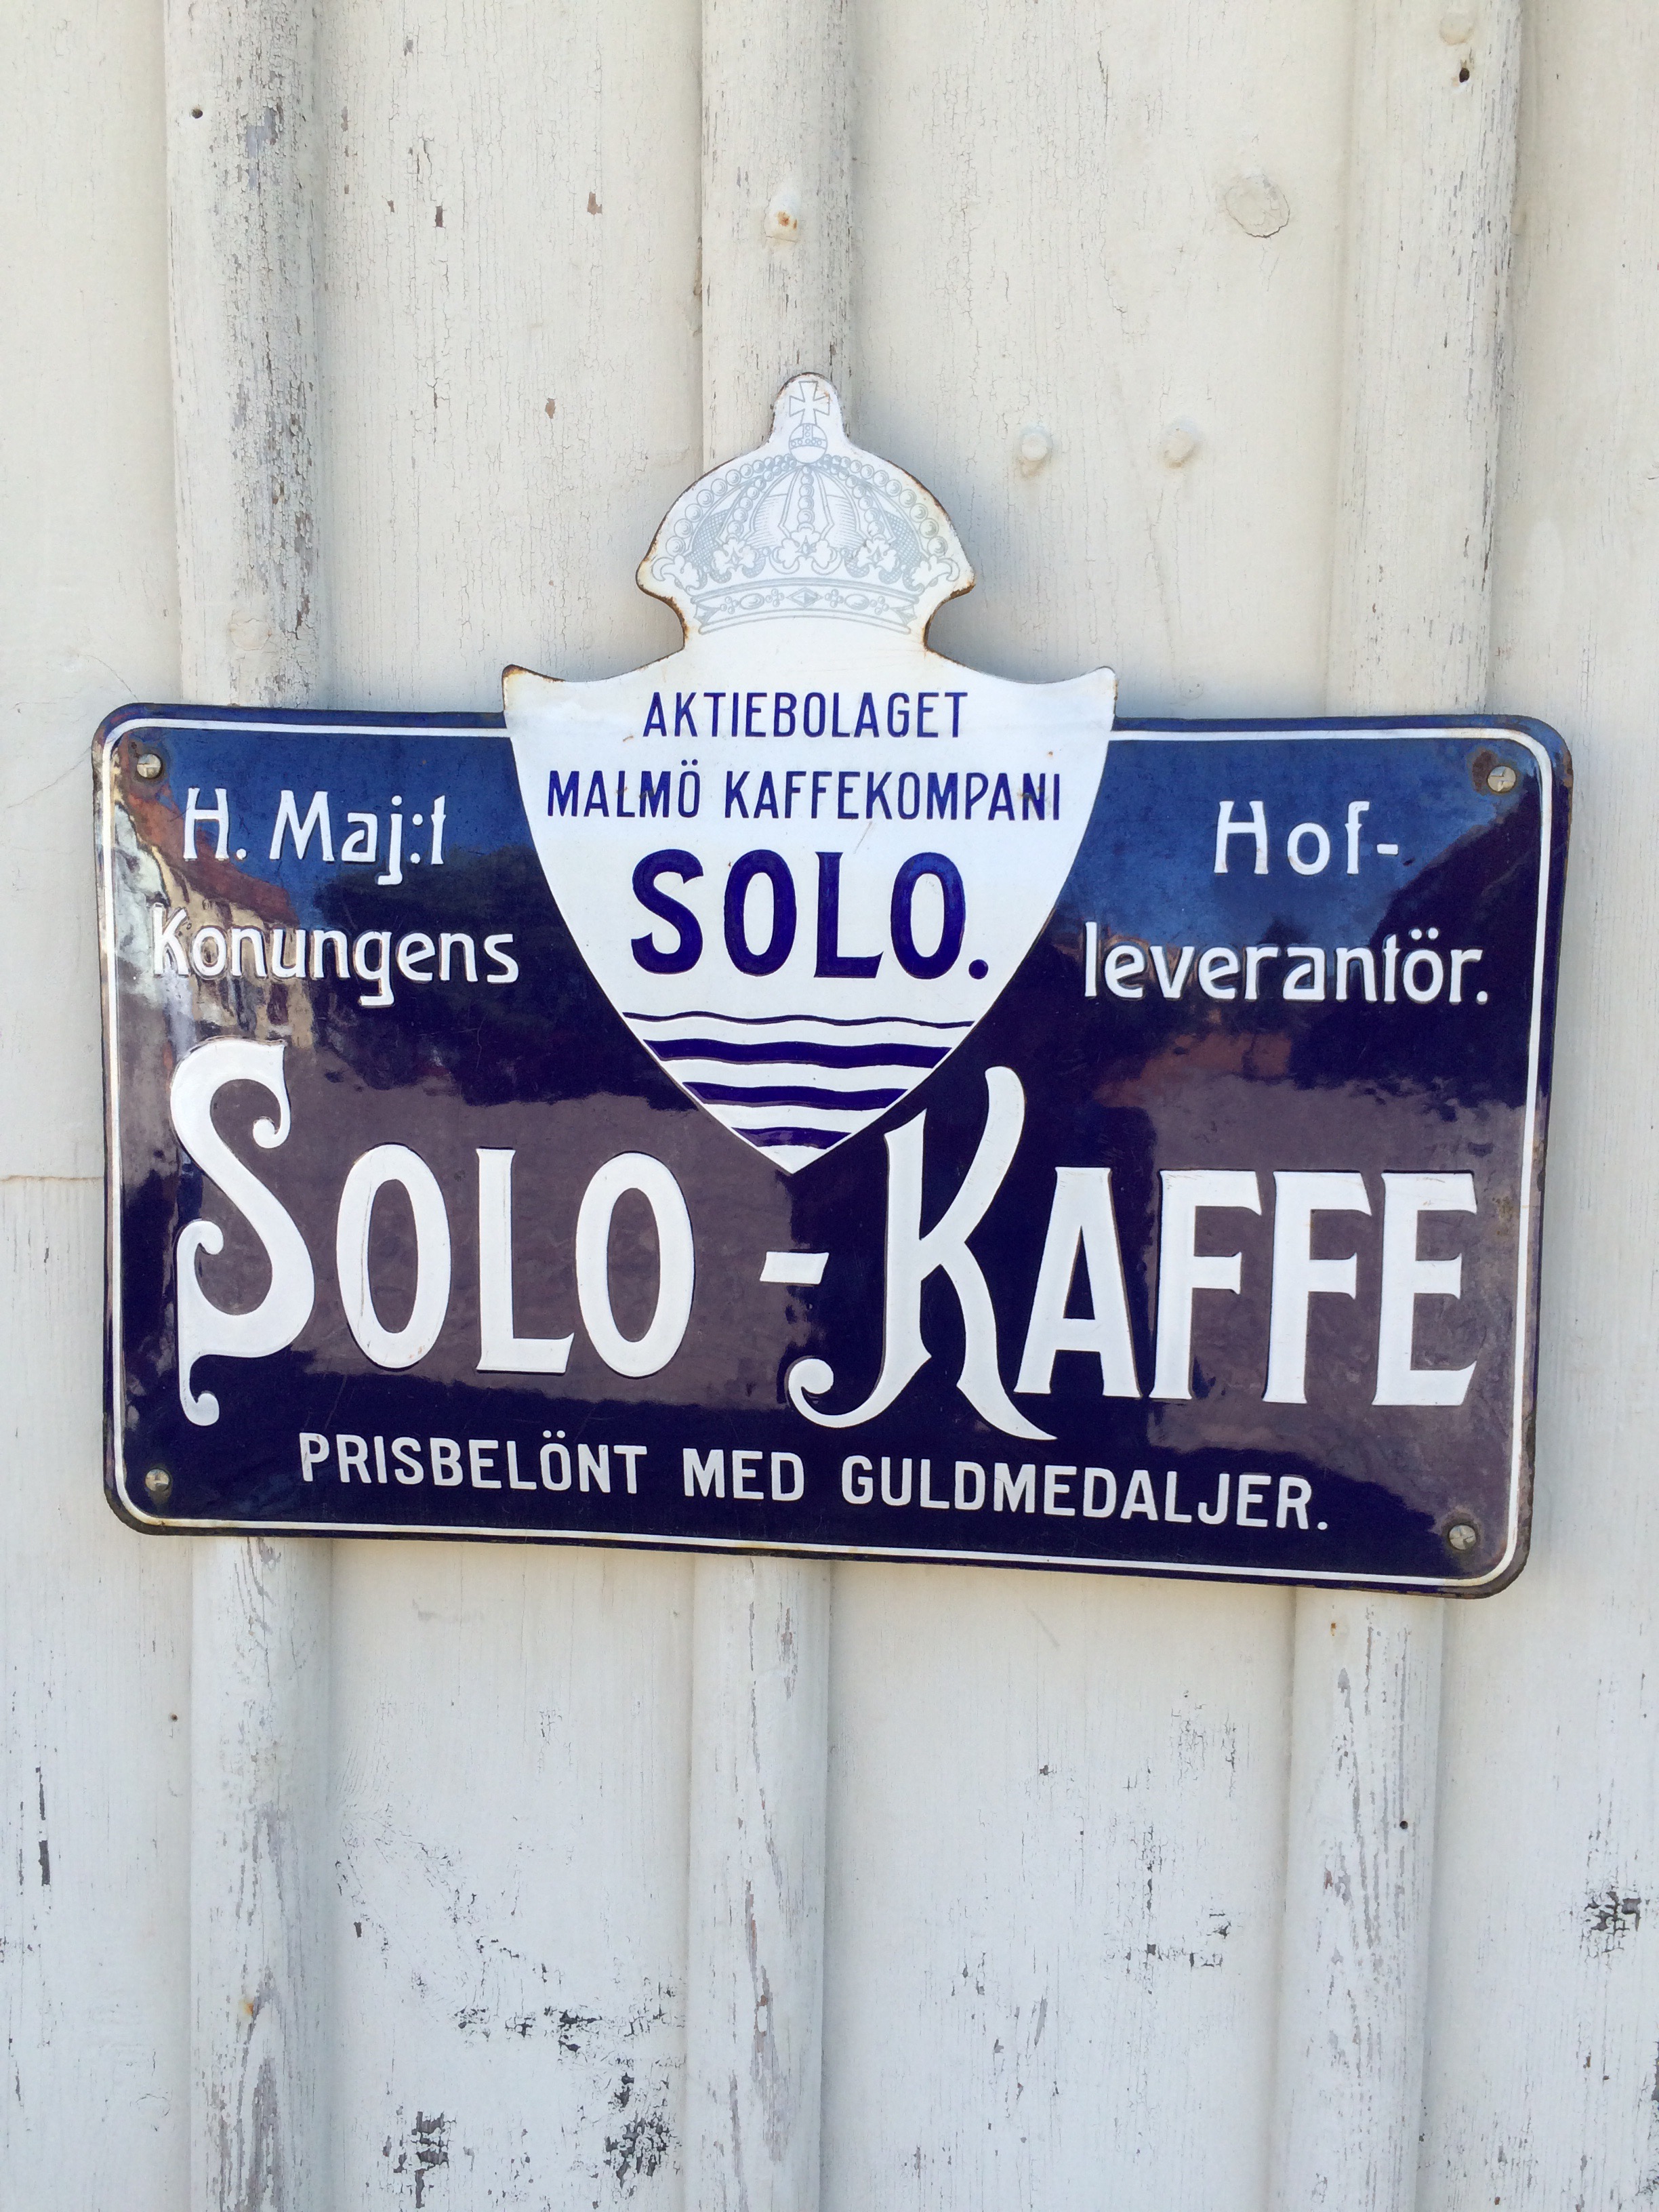 AKTIEBOLAGET
MALMÖ KAFFEKOMPANI
SOLO.
H. Maj:t
Konungens
Hof-
leverantör.
SOLO-KAFFE
PRISBELÖNT MED GULDMEDALJER.